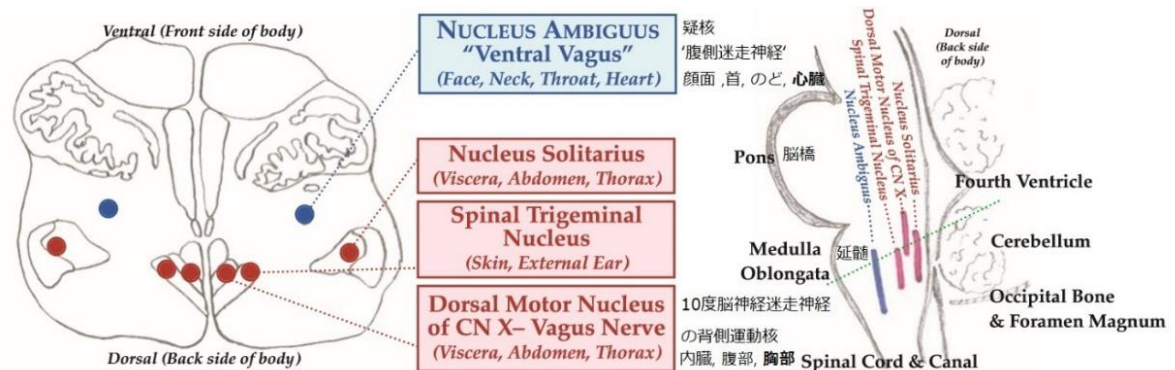 Ventral (Front side of body)
NUCLEUS AMBIGUUS
“Ventral Vagus”
(Face, Neck, Throat, Heart)
疑核
‘腹側迷走神経‘
顔面 ,首, のど, 心臓
Nucleus Solitarius
(Viscera, Abdomen, Thorax)
Spinal Trigeminal
Nucleus
(Skin, External Ear)
Dorsal Motor Nucleus
of CN X– Vagus Nerve
(Viscera, Abdomen, Thorax)
10度脳神経迷走神経
の背側運動核
内臓, 腹部, 胸部
Dorsal (Back side of body)
Dorsal
(Back side
of body)
Nucleus Solitarius
Dorsal Motor Nucleus of CN X
Spinal Trigeminal Nucleus
Nucleus Ambiguus
Pons
脳橋
Fourth Ventricle
Medulla
Oblongata
延髄
Cerebellum
Occipital Bone
& Foramen Magnum
Spinal Cord & Canal